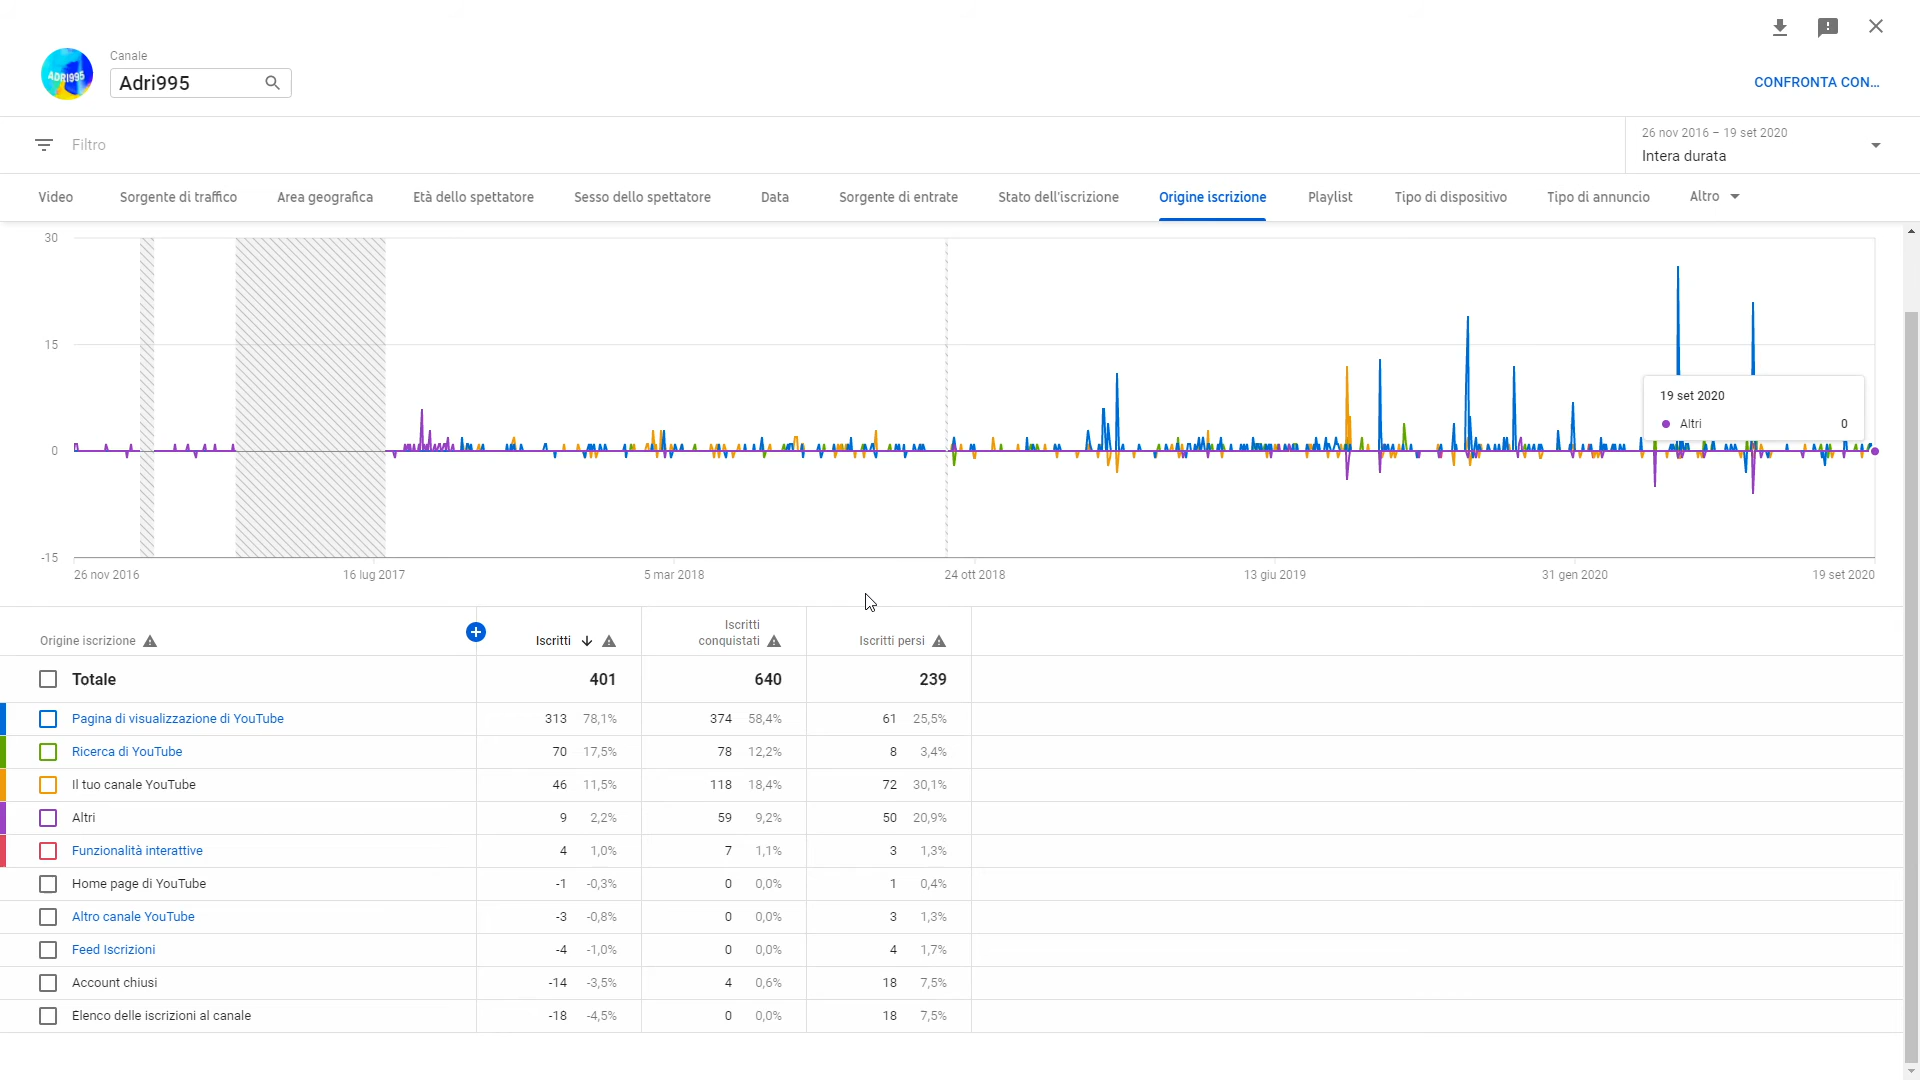 Canale
ADRI995
Adri995
CONFRONTA CON...
Filtro
26 nov 2016 – 19 set 2020
Intera durata
Video Sorgente di traffico Area geografica Età dello spettatore Sesso dello spettatore Data Sorgente di entrate Stato dell'iscrizione Origine iscrizione Playlist Tipo di dispositivo Tipo di annuncio Altro
30
15
19 set 2020
Altri 0
0
-15
26 nov 2016 16 lug 2017 5 mar 2018 24 ott 2018 13 giu 2019 31 gen 2020 19 set 2020
Origine iscrizione Iscritti Iscritti conquistati Iscritti persi
Totale 401 640 239
Pagina di visualizzazione di YouTube 313 78,1% 374 58,4% 61 25,5%
Ricerca di YouTube 70 17,5% 78 12,2% 8 3,4%
Il tuo canale YouTube 46 11,5% 118 18,4% 72 30,1%
Altri 9 2,2% 59 9,2% 50 20,9%
Funzionalità interattive 4 1,0% 7 1,1% 3 1,3%
Home page di YouTube -1 -0,3% 0 0,0% 1 0,4%
Altro canale YouTube -3 -0,8% 0 0,0% 3 1,3%
Feed Iscrizioni -4 -1,0% 0 0,0% 4 1,7%
Account chiusi -14 -3,5% 4 0,6% 18 7,5%
Elenco delle iscrizioni al canale -18 -4,5% 0 0,0% 18 7,5%